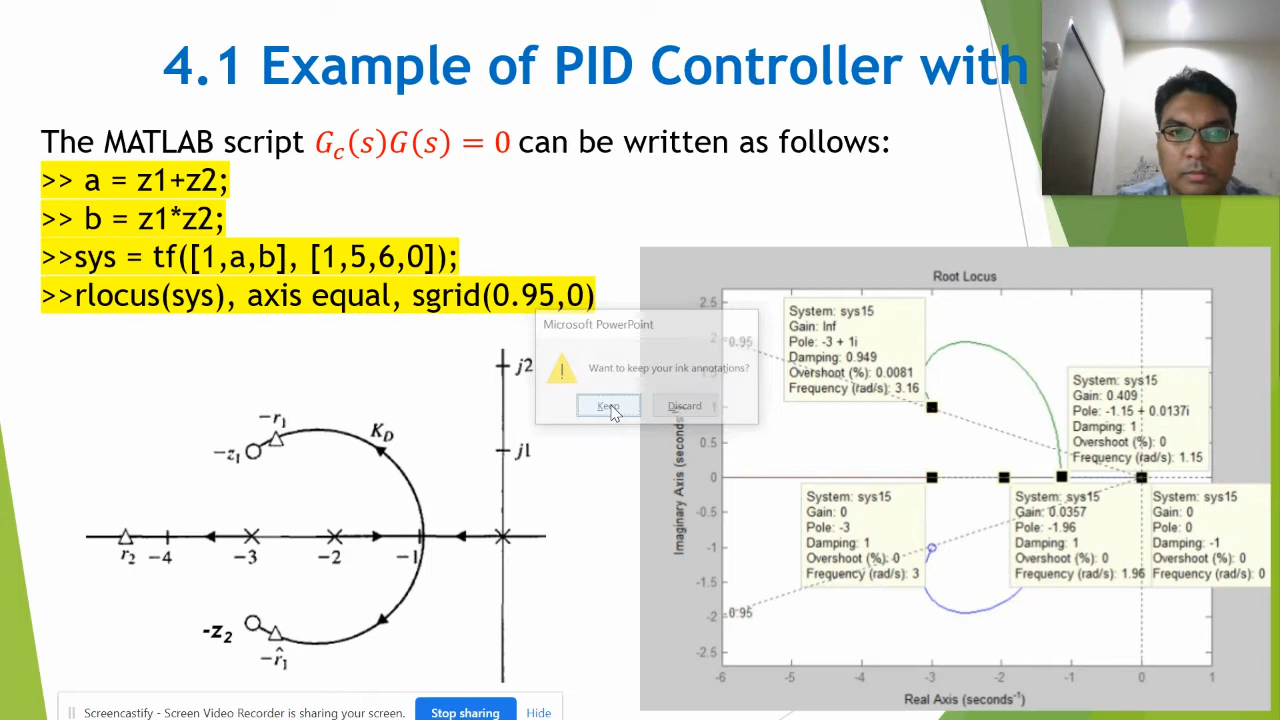 4.1 Example of PID Controller with
The MATLAB script G_c(s)G(s) = 0 can be written as follows:
>> a = z1+z2;
>> b = z1*z2;
>>sys = tf([1,a,b], [1,5,6,0]);
>>rlocus(sys), axis equal, sgrid(0.95,0)
Microsoft PowerPoint
Want to keep your ink annotations?
Keep
Discard
j2
j1
−r₁
K_D
−z₁
r₂
−4
−3
−2
−1
-z₂
−r̂₁
Root Locus
2.5
2
1
0.5
0
-0.5
-1
-1.5
-2
-2.5
0.95
0.95
System: sys15
Gain: Inf
Pole: -3 + 1i
Damping: 0.949
Overshoot (%): 0.0081
Frequency (rad/s): 3.16
System: sys15
Gain: 0.409
Pole: -1.15 + 0.0137i
Damping: 1
Overshoot (%): 0
Frequency (rad/s): 1.15
System: sys15
Gain: 0
Pole: -3
Damping: 1
Overshoot (%): 0
Frequency (rad/s): 3
System: sys15
Gain: 0.0357
Pole: -1.96
Damping: 1
Overshoot (%): 0
Frequency (rad/s): 1.96
System: sys15
Gain: 0
Pole: 0
Damping: -1
Overshoot (%): 0
Frequency (rad/s): 0
Imaginary Axis (seconds
-6
-5
-4
-3
-2
-1
0
1
Real Axis (seconds⁻¹)
Screencastify - Screen Video Recorder is sharing your screen.
Stop sharing
Hide